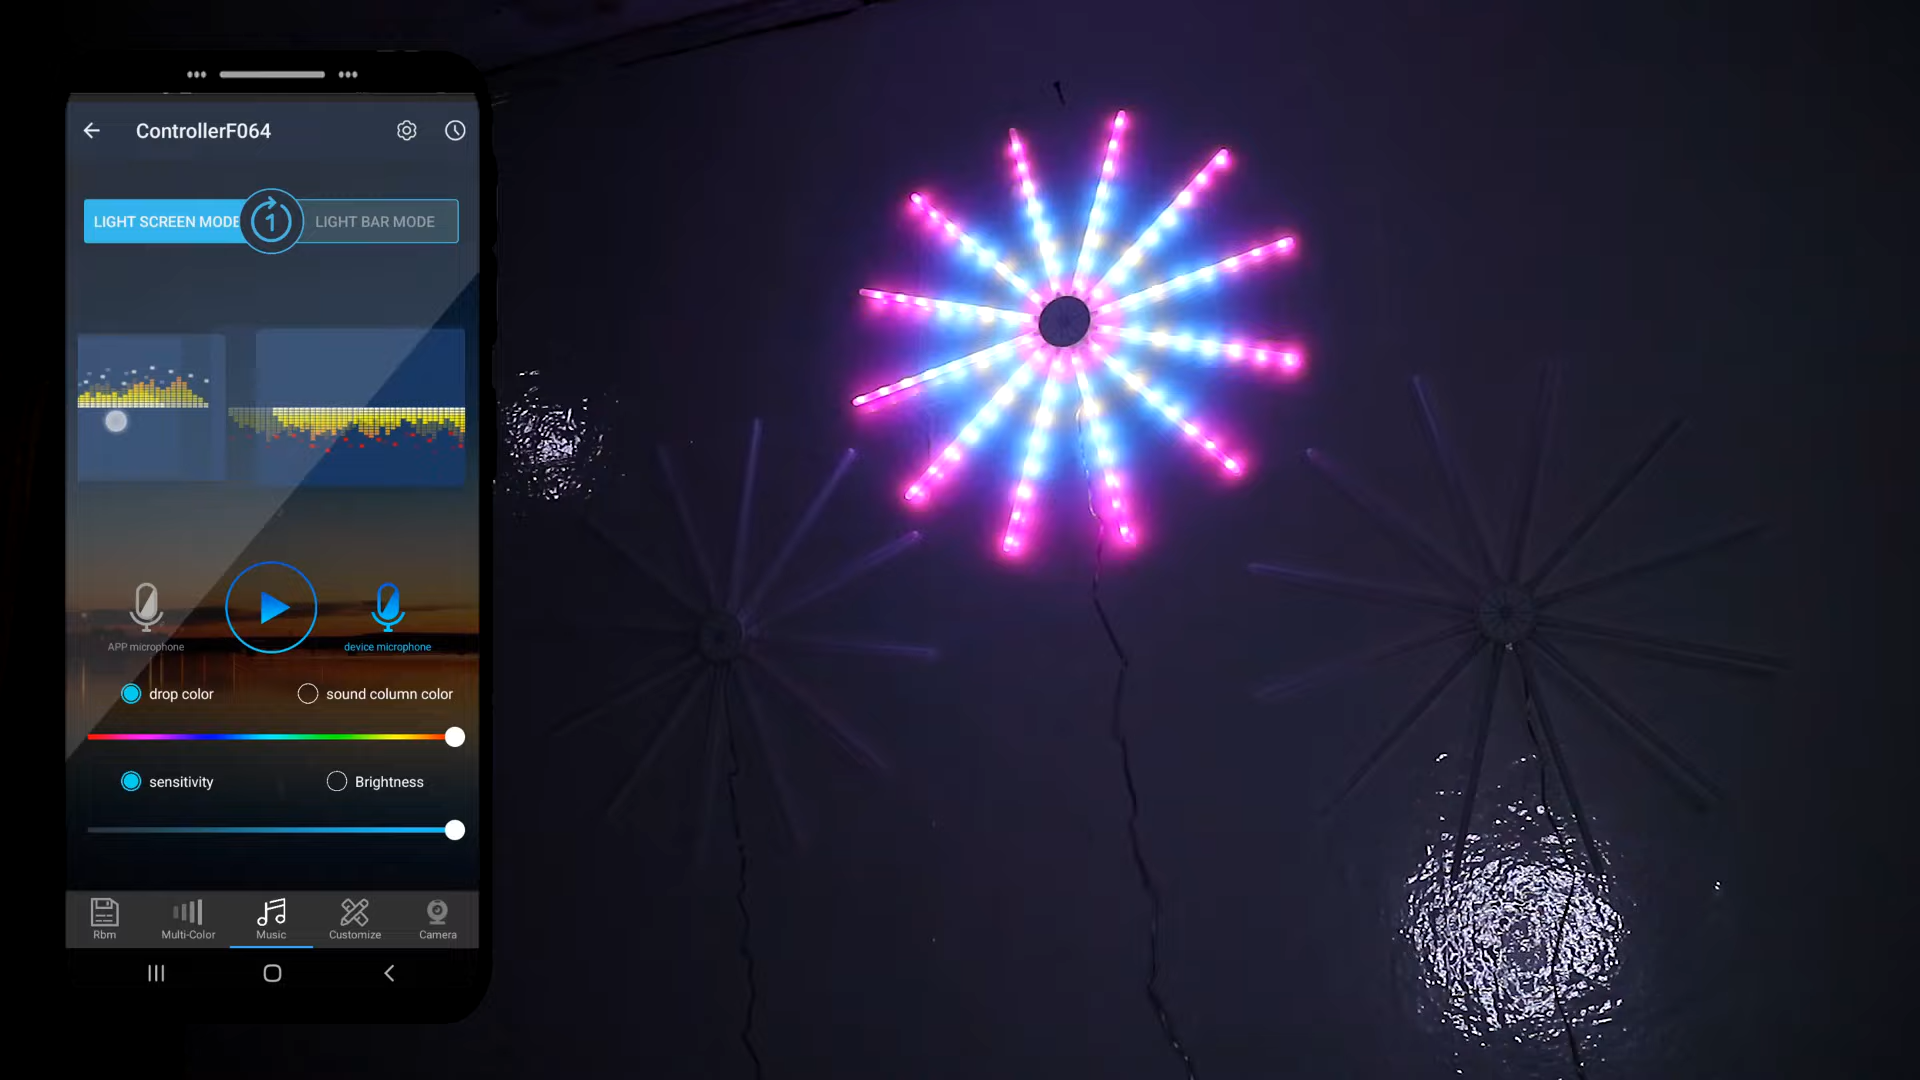 ControllerF064
LIGHT SCREEN MODE
1
LIGHT BAR MODE
APP microphone
device microphone
drop color
sound column color
sensitivity
Brightness
Rbm
Multi-Color
Music
Customize
Camera